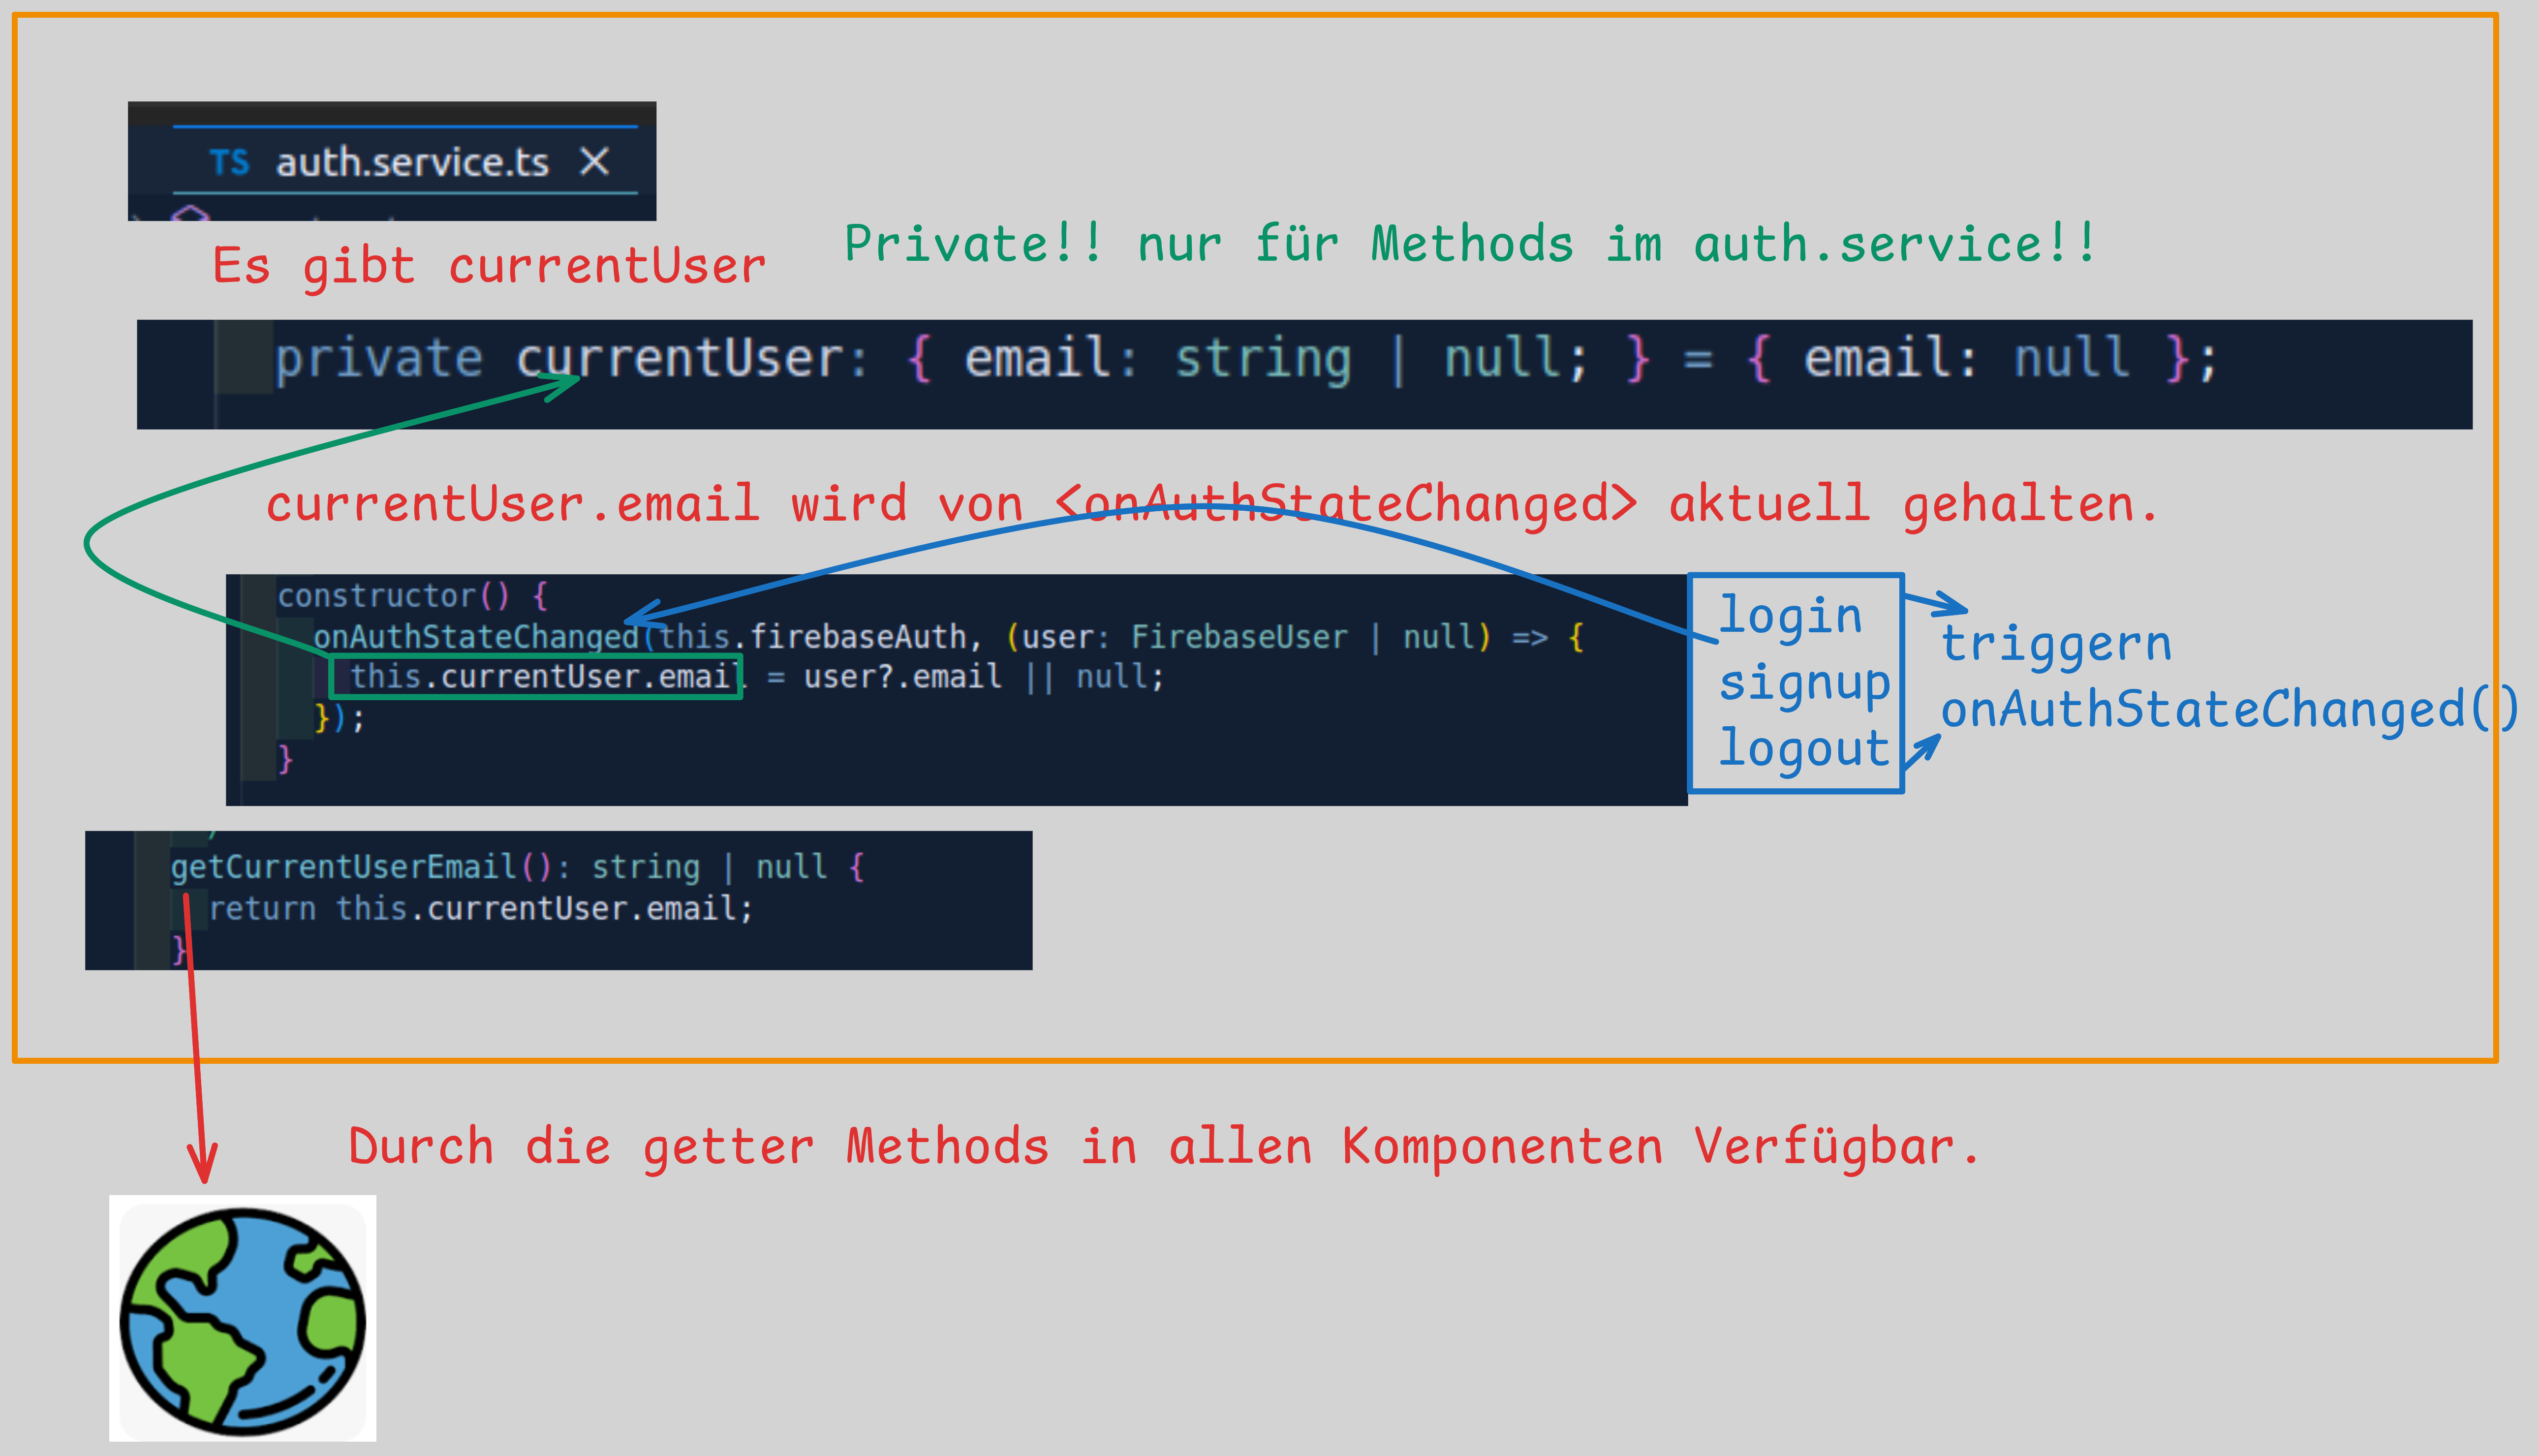 TS auth.service.ts ×
Es gibt currentUser
Private!! nur für Methods im auth.service!!
private currentUser: { email: string | null; } = { email: null };
currentUser.email wird von <onAuthStateChanged> aktuell gehalten.
constructor() {
onAuthStateChanged(this.firebaseAuth, (user: FirebaseUser | null) => {
this.currentUser.email = user?.email || null;
});
}
login
signup
logout
triggern
onAuthStateChanged()
getCurrentUserEmail(): string | null {
return this.currentUser.email;
}
Durch die getter Methods in allen Komponenten Verfügbar.